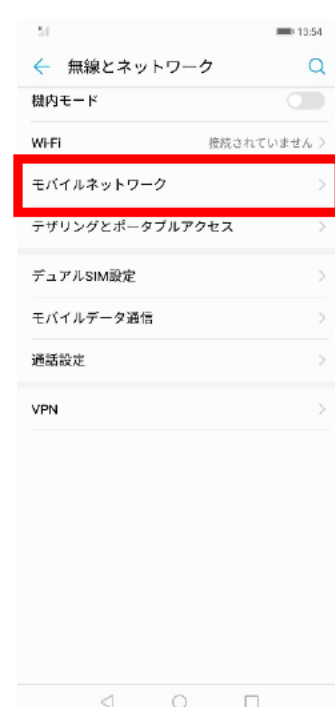 13:54
無線とネットワーク
機内モード
Wi-Fi 接続されていません
モバイルネットワーク
テザリングとポータブルアクセス
デュアルSIM設定
モバイルデータ通信
通話設定
VPN